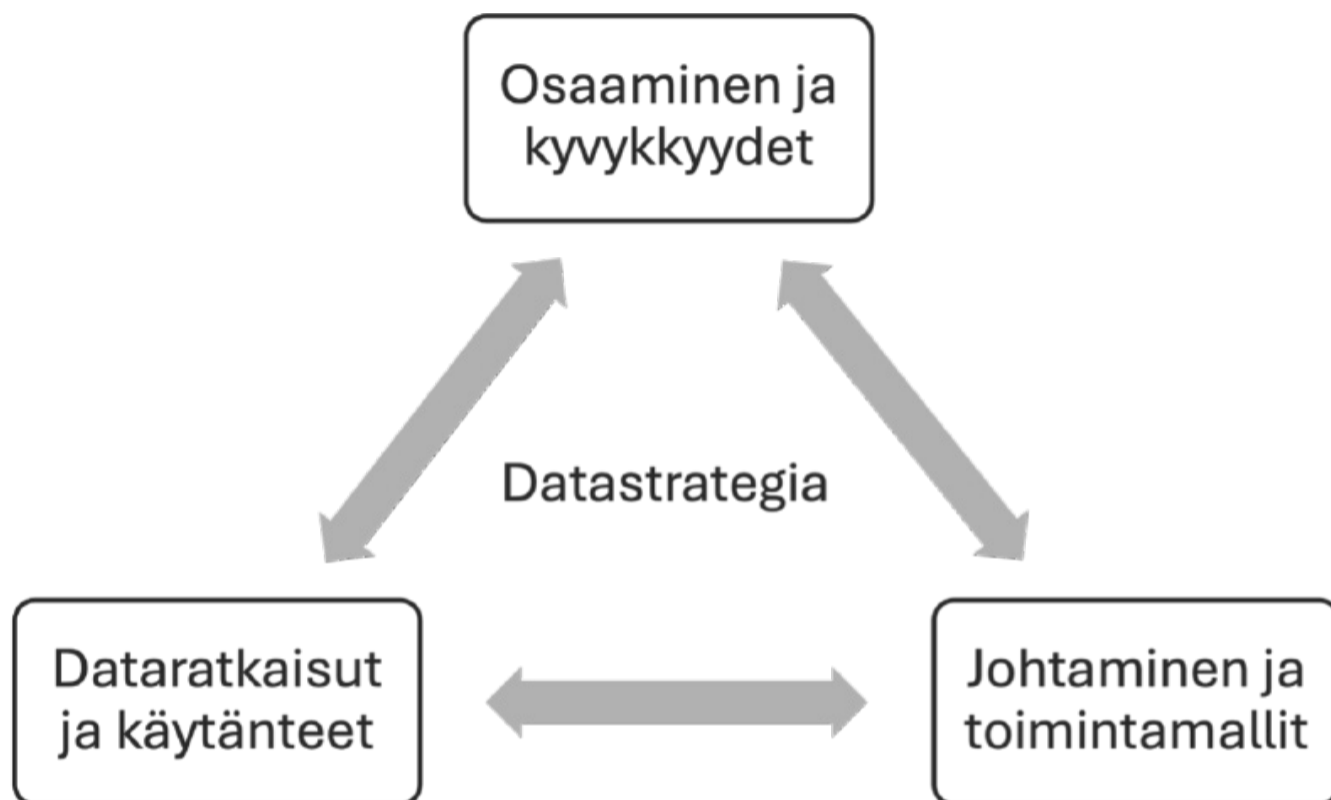 Osaaminen ja
kyvykkyydet
Datastrategia
Dataratkaisut
ja käytänteet
Johtaminen ja
toimintamallit